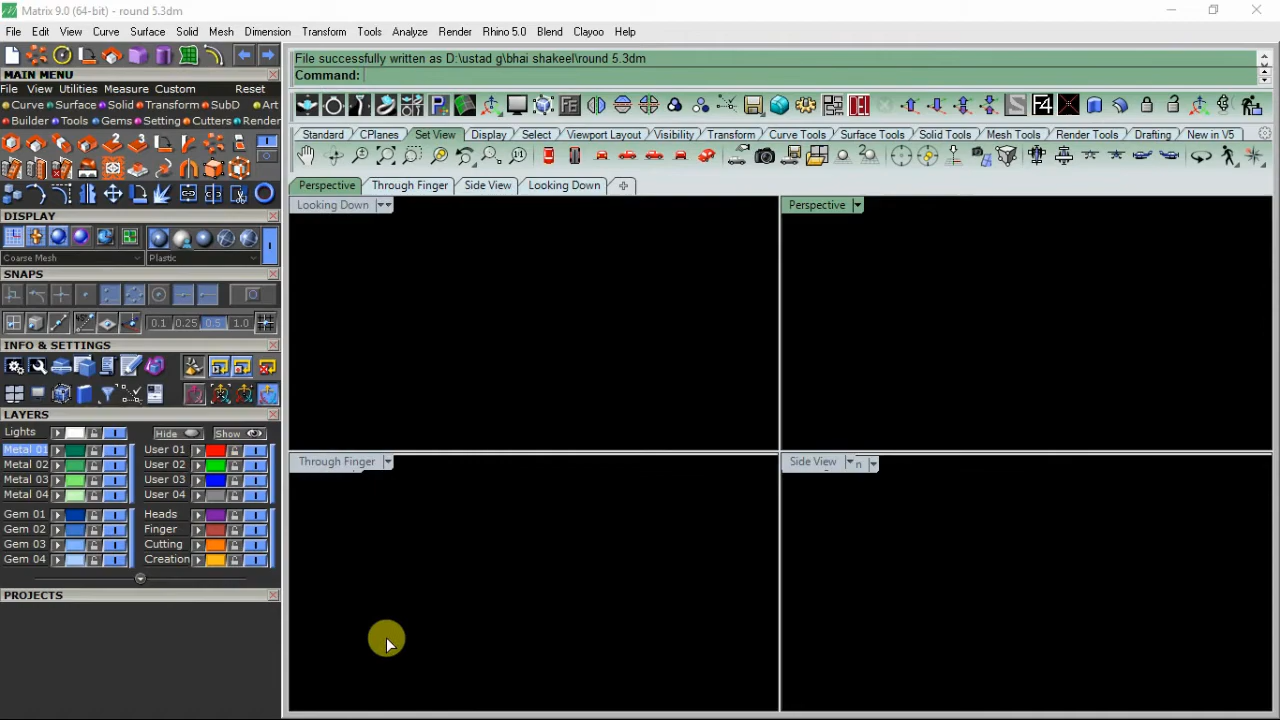 Matrix 9.0 (64-bit) - round 5.3dm
File Edit View Curve Surface Solid Mesh Dimension Transform Tools Analyze Render Rhino 5.0 Blend Clayoo Help
File successfully written as D:\ustad g\bhai shakeel\round 5.3dm
Command:
MAIN MENU
File View Utilities Measure Custom Reset
Curve Surface Solid Transform SubD Art
Builder Tools Gems Setting Cutters Render
Standard CPlanes Set View Display Select Viewport Layout Visibility Transform Curve Tools Surface Tools Solid Tools Mesh Tools Render Tools Drafting New in V5
Perspective Through Finger Side View Looking Down
Looking Down
Perspective
DISPLAY
Coarse Mesh Plastic
SNAPS
0.1 0.25 0.5 1.0
INFO & SETTINGS
LAYERS
Lights Hide Show
Metal 01 User 01
Metal 02 User 02
Metal 03 User 03
Metal 04 User 04
Gem 01 Heads
Gem 02 Finger
Gem 03 Cutting
Gem 04 Creation
PROJECTS
Through Finger
Side View n